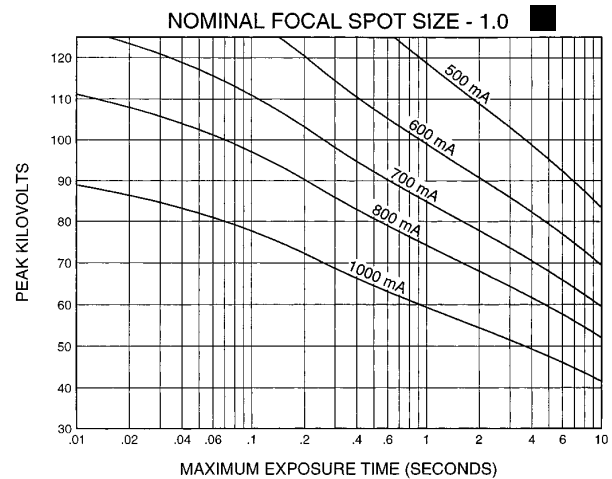 NOMINAL FOCAL SPOT SIZE - 1.0
PEAK KILOVOLTS
120
110
100
90
80
70
60
50
40
30
500 mA
600 mA
700 mA
800 mA
1000 mA
.01 .02 .04 .06 .1 .2 .4 .6 1 2 4 6 10
MAXIMUM EXPOSURE TIME (SECONDS)